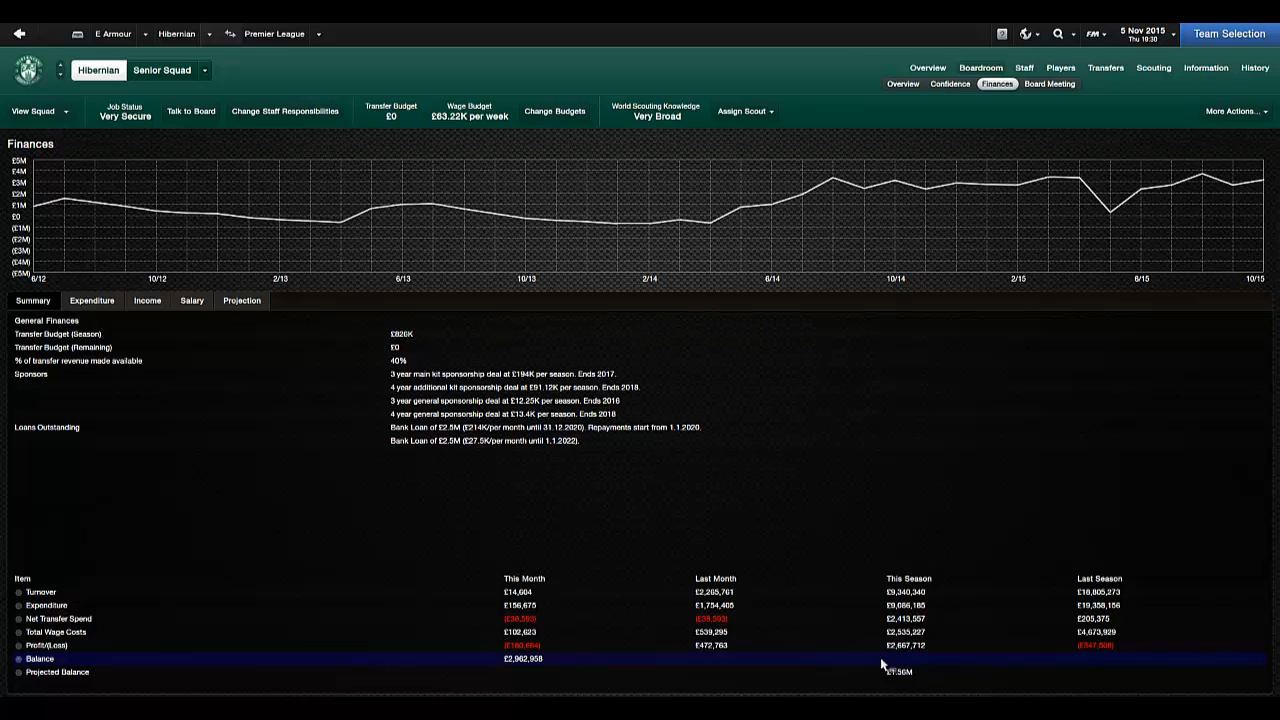 E Armour Hibernian Premier League FM 5 Nov 2015 Team Selection
Thu 18:30
Hibernian Senior Squad Overview Boardroom Staff Players Transfers Scouting Information History
Overview Confidence Finances Board Meeting
View Squad Job Status Talk to Board Change Staff Responsibilities Transfer Budget Wage Budget Change Budgets World Scouting Knowledge Assign Scout More Actions...
Very Secure £0 £63.22K per week Very Broad
Finances
£5M
£4M
£3M
£2M
£1M
£0
(£1M)
(£2M)
(£3M)
(£4M)
(£5M)
6/12 10/12 2/13 6/13 10/13 2/14 6/14 10/14 2/15 6/15 10/15
Summary Expenditure Income Salary Projection
General Finances
Transfer Budget (Season) £826K
Transfer Budget (Remaining) £0
% of transfer revenue made available 40%
Sponsors 3 year main kit sponsorship deal at £194K per season. Ends 2017.
4 year additional kit sponsorship deal at £91.12K per season. Ends 2018.
3 year general sponsorship deal at £12.25K per season. Ends 2016
4 year general sponsorship deal at £13.4K per season. Ends 2018
Loans Outstanding Bank Loan of £2.5M (£214K/per month until 31.12.2020). Repayments start from 1.1.2020.
Bank Loan of £2.5M (£27.5K/per month until 1.1.2022).
Item This Month Last Month This Season Last Season
Turnover £14,604 £2,265,761 £9,340,340 £18,805,273
Expenditure £156,675 £1,754,405 £9,086,185 £19,358,156
Net Transfer Spend (£38,593) (£38,593) £2,413,557 £205,375
Total Wage Costs £102,623 £539,295 £2,535,227 £4,673,929
Profit/(Loss) £472,763 £2,667,712
Balance £2,962,958
Projected Balance £1.56M